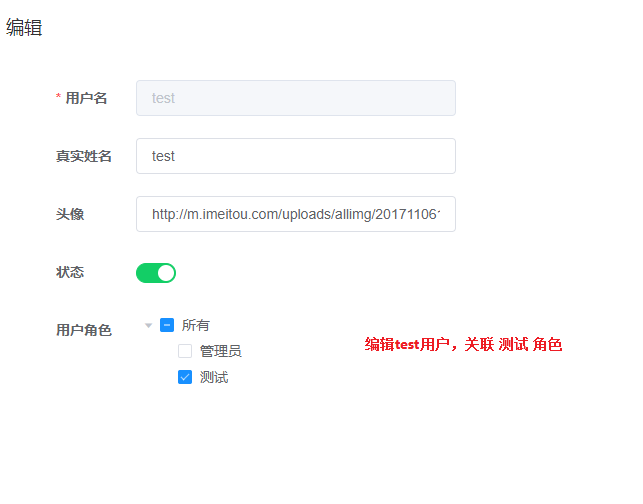 编辑
* 用户名
test
真实姓名
test
头像
http://m.imeitou.com/uploads/allimg/201711061
状态
用户角色
所有
管理员
测试
编辑test用户，关联 测试 角色